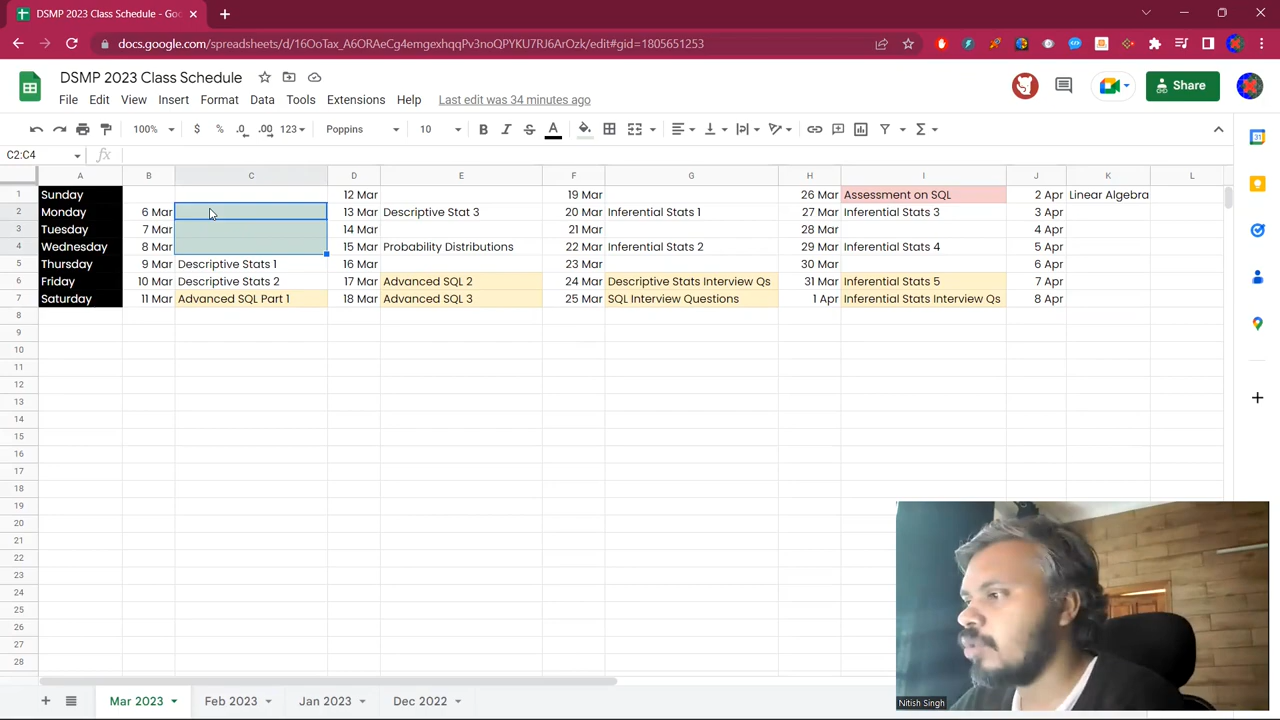 DSMP 2023 Class Schedule - Goo
docs.google.com/spreadsheets/d/16OoTax_A6ORAeCg4emgexhqqPv3xoQPYKU7RJ6ArOzk/edit#gid=1805651253
DSMP 2023 Class Schedule
File Edit View Insert Format Data Tools Extensions Help Last edit was 34 minutes ago
Share
100% $ % .0 .00 123 Poppins 10 B I S A
C2:C4 fx
A B C D E F G H I J K L
1 Sunday 12 Mar 19 Mar 26 Mar Assessment on SQL 2 Apr Linear Algebra
2 Monday 6 Mar 13 Mar Descriptive Stat 3 20 Mar Inferential Stats 1 27 Mar Inferential Stats 3 3 Apr
3 Tuesday 7 Mar 14 Mar 21 Mar 28 Mar 4 Apr
4 Wednesday 8 Mar 15 Mar Probability Distributions 22 Mar Inferential Stats 2 29 Mar Inferential Stats 4 5 Apr
5 Thursday 9 Mar Descriptive Stats 1 16 Mar 23 Mar 30 Mar 6 Apr
6 Friday 10 Mar Descriptive Stats 2 17 Mar Advanced SQL 2 24 Mar Descriptive Stats Interview Qs 31 Mar Inferential Stats 5 7 Apr
7 Saturday 11 Mar Advanced SQL Part 1 18 Mar Advanced SQL 3 25 Mar SQL Interview Questions 1 Apr Inferential Stats Interview Qs 8 Apr
8
9
10
11
12
13
14
15
16
17
18
19
20
21
22
23
24
25
26
27
28
Nitish Singh
Mar 2023 Feb 2023 Jan 2023 Dec 2022